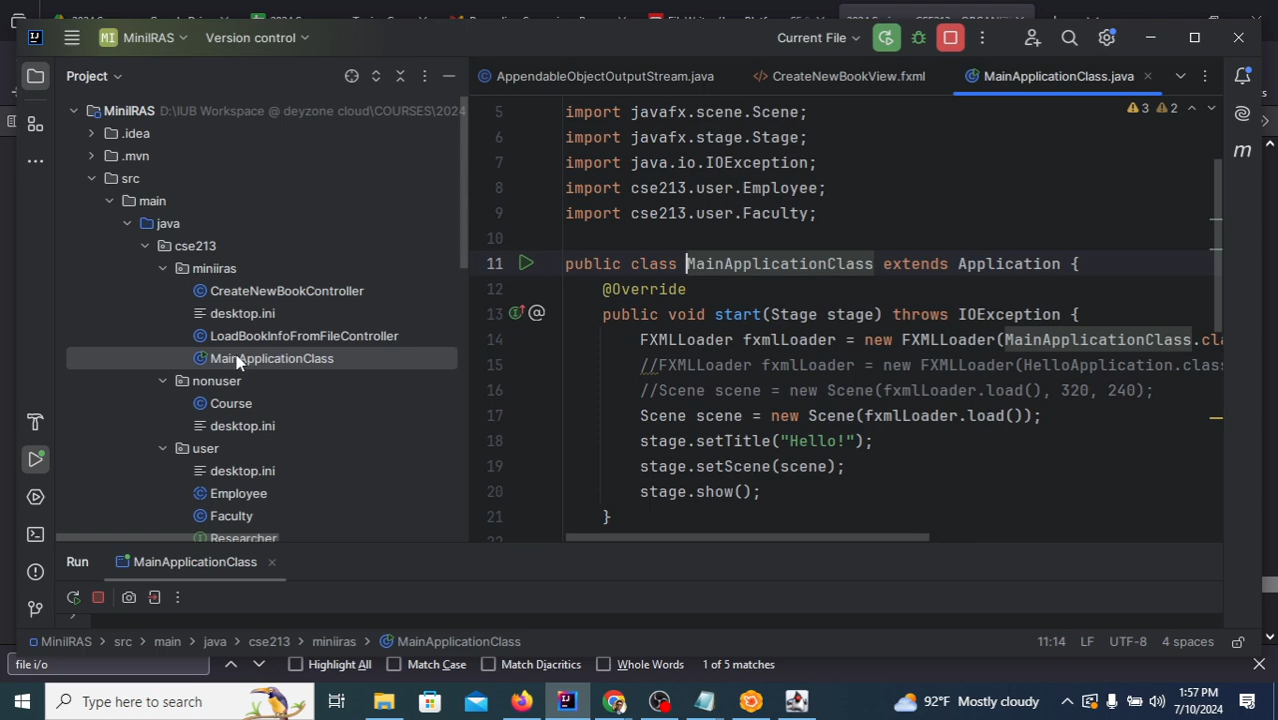 MI MiniIRAS Version control Current File
Project
AppendableObjectOutputStream.java CreateNewBookView.fxml MainApplicationClass.java
MiniIRAS D:\IUB Workspace @ deyzone cloud\COURSES\2024
.idea
.mvn
src
main
java
cse213
miniiras
CreateNewBookController
desktop.ini
LoadBookInfoFromFileController
MainApplicationClass
nonuser
Course
desktop.ini
user
desktop.ini
Employee
Faculty
Researcher
3 2
5 import javafx.scene.Scene;
6 import javafx.stage.Stage;
7 import java.io.IOException;
8 import cse213.user.Employee;
9 import cse213.user.Faculty;
10
11 public class MainApplicationClass extends Application {
12 @Override
13 @ public void start(Stage stage) throws IOException {
14 FXMLLoader fxmlLoader = new FXMLLoader(MainApplicationClass.cla
15 //FXMLLoader fxmlLoader = new FXMLLoader(HelloApplication.class
16 //Scene scene = new Scene(fxmlLoader.load(), 320, 240);
17 Scene scene = new Scene(fxmlLoader.load());
18 stage.setTitle("Hello!");
19 stage.setScene(scene);
20 stage.show();
21 }
Run MainApplicationClass
MiniIRAS src main java cse213 miniiras MainApplicationClass 11:14 LF UTF-8 4 spaces
file i/o Highlight All Match Case Match Diacritics Whole Words 1 of 5 matches
Type here to search 92°F Mostly cloudy 1:57 PM
7/10/2024